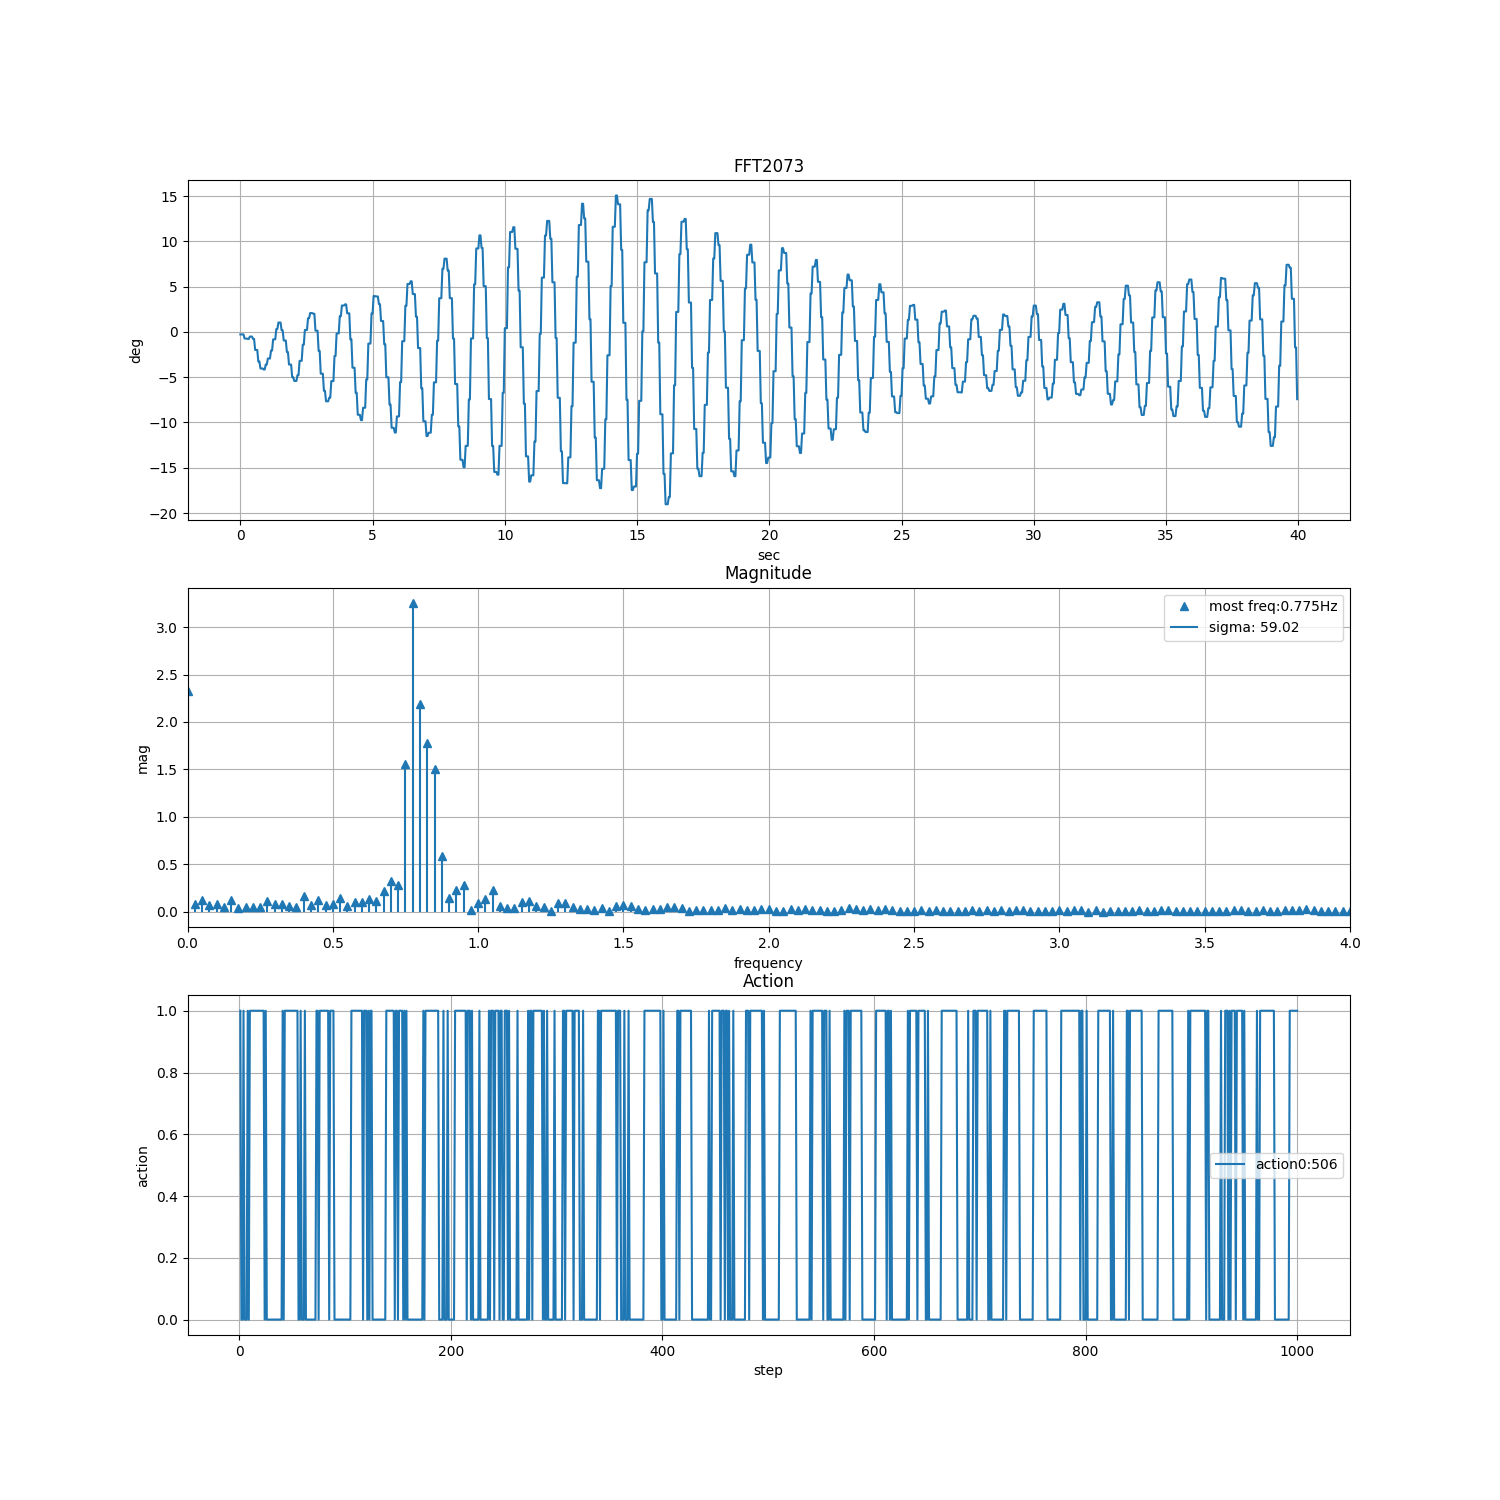 FFT2073
15
10
5
0
−5
−10
−15
−20
deg
0 5 10 15 20 25 30 35 40
sec
Magnitude
most freq:0.775Hz
sigma: 59.02
3.0
2.5
2.0
1.5
1.0
0.5
0.0
mag
0.0 0.5 1.0 1.5 2.0 2.5 3.0 3.5 4.0
frequency
Action
1.0
0.8
0.6
0.4
0.2
0.0
action
action0:506
0 200 400 600 800 1000
step